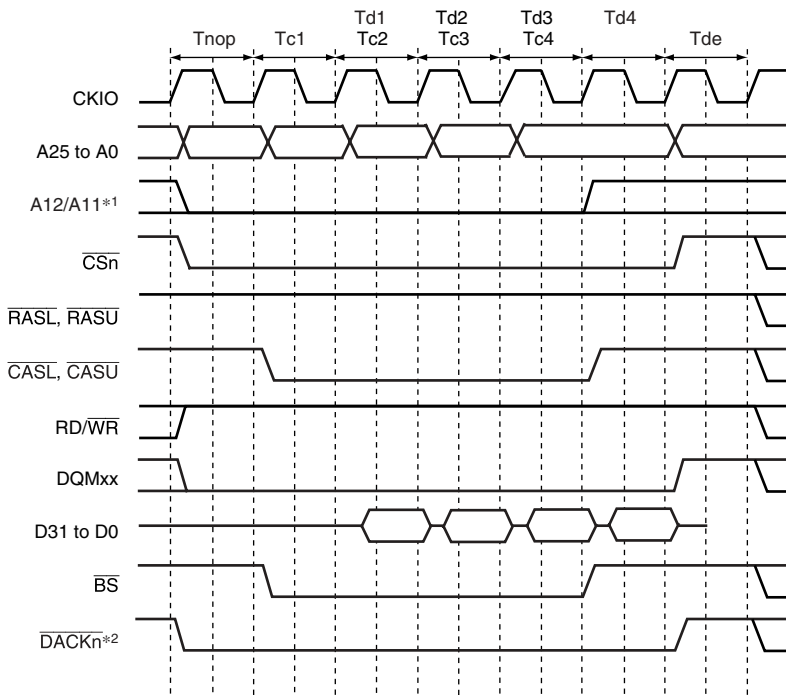 Td1 Td2 Td3 Td4
Tnop Tc1 Tc2 Tc3 Tc4 Tde
CKIO
A25 to A0
A12/A11*1
CSn
RASL, RASU
CASL, CASU
RD/WR
DQMxx
D31 to D0
BS
DACKn*2